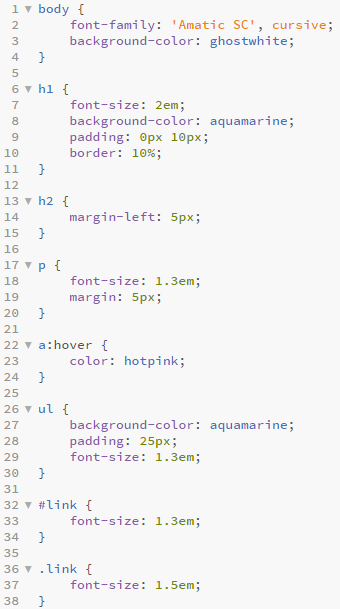 1 ▼ body {
2 font-family: 'Amatic SC', cursive;
3 background-color: ghostwhite;
4 }
5
6 ▼ h1 {
7 font-size: 2em;
8 background-color: aquamarine;
9 padding: 0px 10px;
10 border: 10%;
11 }
12
13 ▼ h2 {
14 margin-left: 5px;
15 }
16
17 ▼ p {
18 font-size: 1.3em;
19 margin: 5px;
20 }
21
22 ▼ a:hover {
23 color: hotpink;
24 }
25
26 ▼ ul {
27 background-color: aquamarine;
28 padding: 25px;
29 font-size: 1.3em;
30 }
31
32 ▼ #link {
33 font-size: 1.3em;
34 }
35
36 ▼ .link {
37 font-size: 1.5em;
38 }